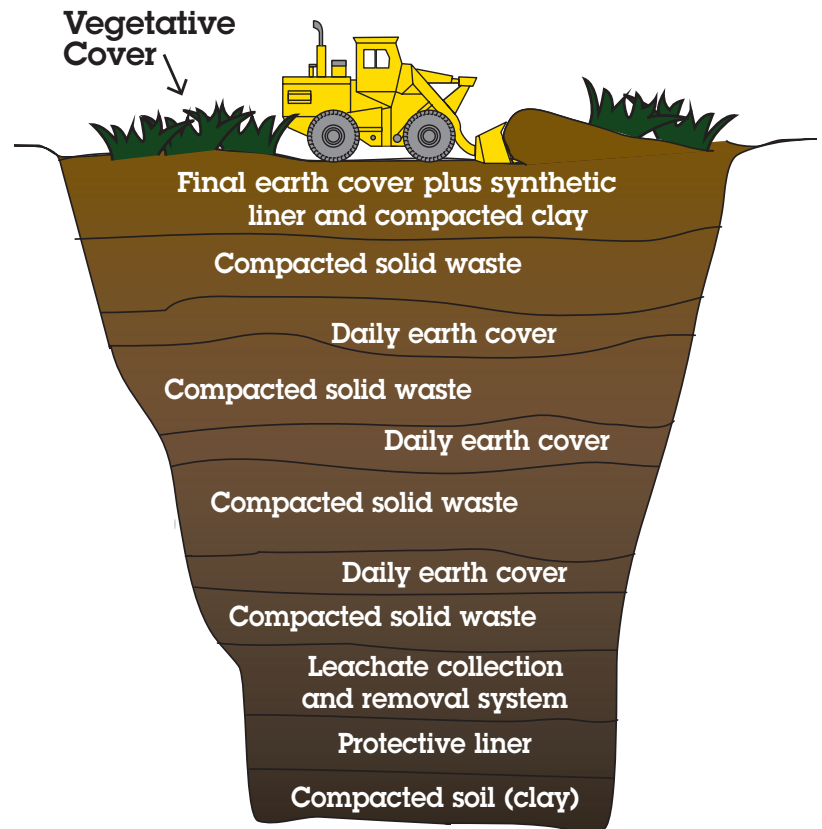 Vegetative
Cover
Final earth cover plus synthetic
liner and compacted clay
Compacted solid waste
Daily earth cover
Compacted solid waste
Daily earth cover
Compacted solid waste
Daily earth cover
Compacted solid waste
Leachate collection
and removal system
Protective liner
Compacted soil (clay)